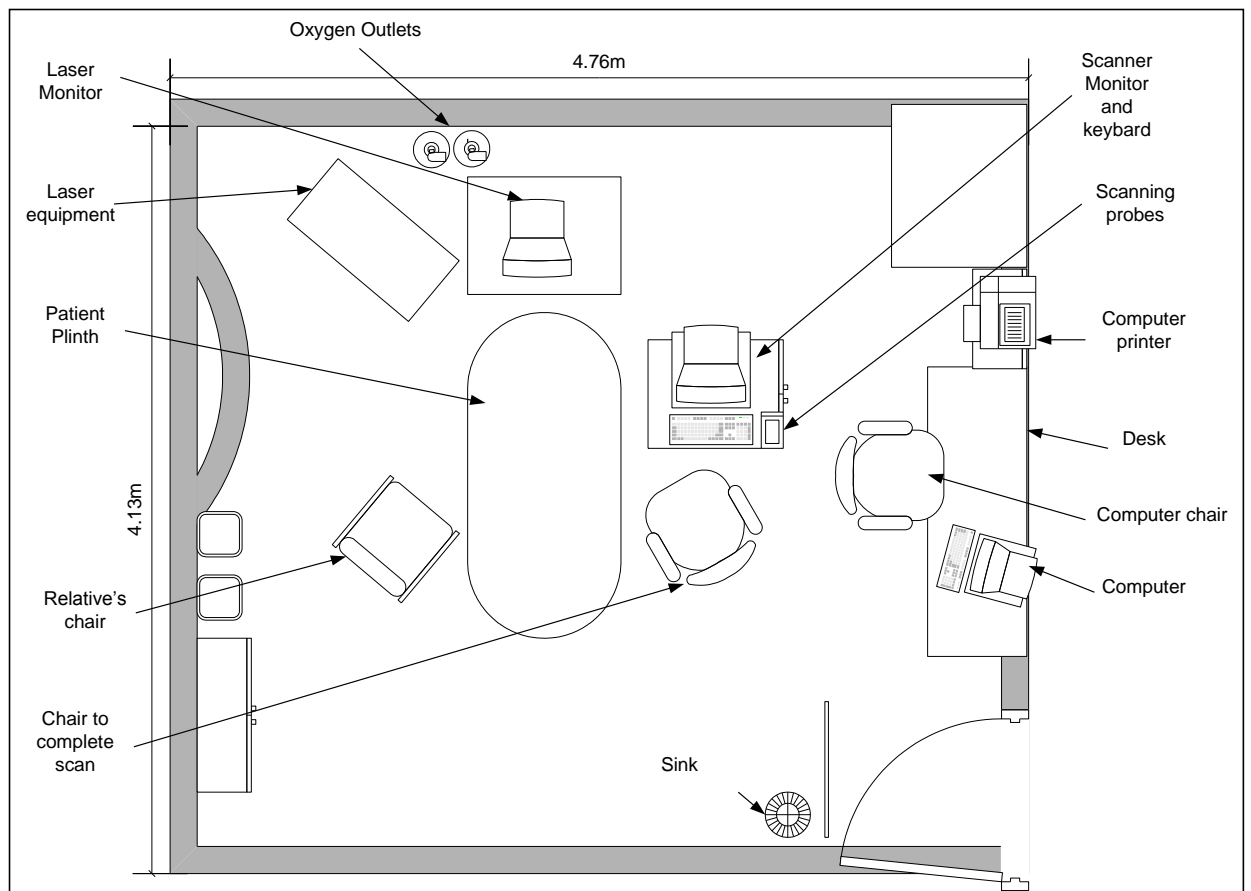 Oxygen Outlets
4.76m
Laser
Monitor
Scanner
Monitor
and
keybard
Laser
equipment
Scanning
probes
Patient
Plinth
Computer
printer
Desk
4.13m
Computer chair
Computer
Relative’s
chair
Chair to
complete
scan
Sink